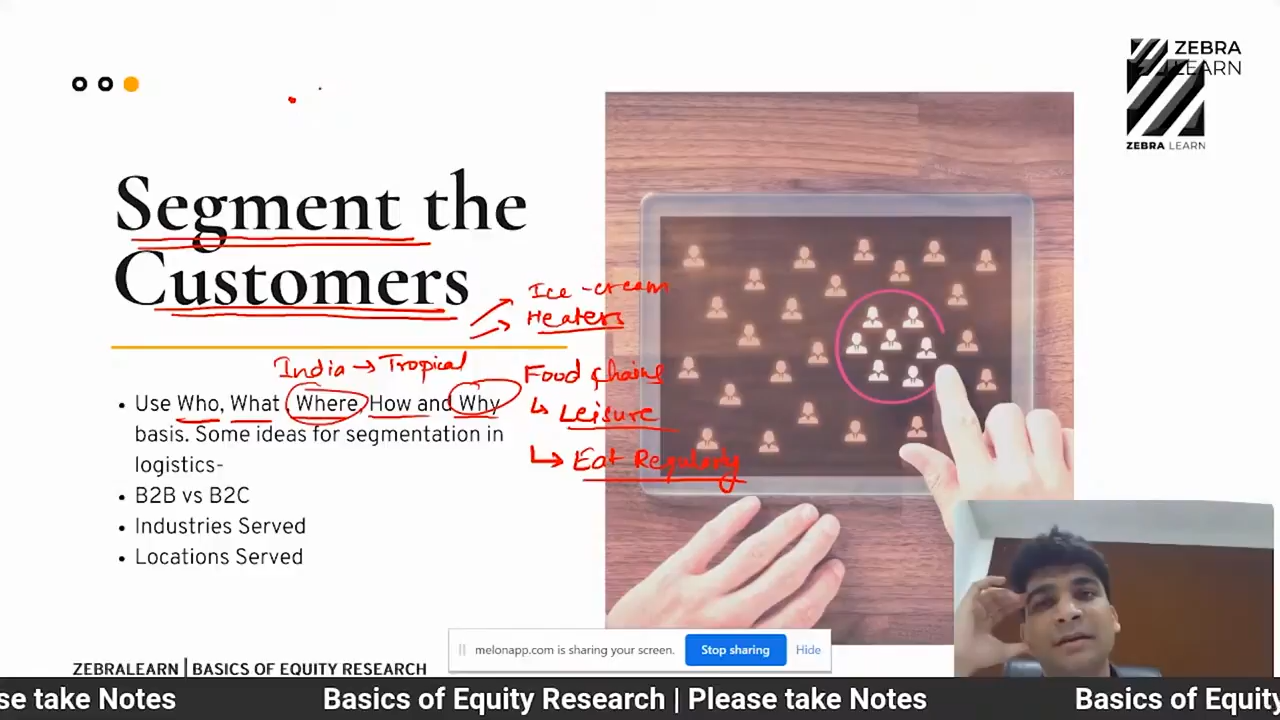 ZEBRA
LEARN
ZEBRA LEARN
Segment the
Customers
Ice-cream
Heaters
India → Tropical
Food Chains
↳ Leisure
↳ Eat Regularly
• Use Who, What, Where, How and Why
basis. Some ideas for segmentation in
logistics-
• B2B vs B2C
• Industries Served
• Locations Served
melonapp.com is sharing your screen.
Stop sharing
Hide
ZEBRALEARN | BASICS OF EQUITY RESEARCH
se take Notes
Basics of Equity Research | Please take Notes
Basics of Equity